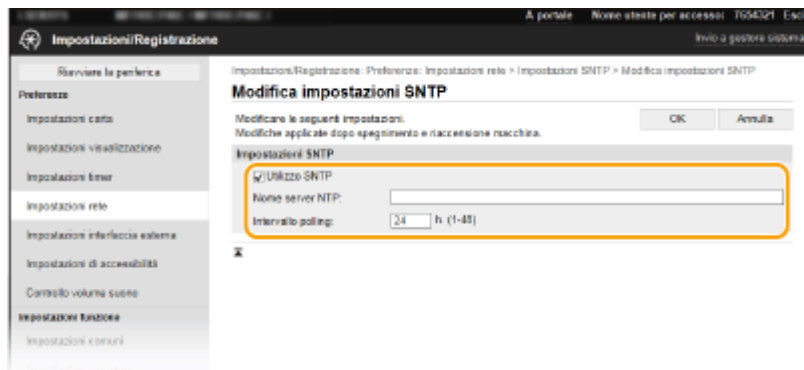 A portale Nome utente per accesso: 7654321 Esci
Impostazioni/Registrazione
Invio a gestore sistema
Riavviare la periferica
Preferenze
Impostazioni carta
Impostazioni visualizzazione
Impostazioni timer
Impostazioni rete
Impostazioni interfaccia esterna
Impostazioni di accessibilità
Controllo volume suono
Impostazioni funzione
Impostazioni comuni
Impostazioni/Registrazione: Preferenze: Impostazioni rete > Impostazioni SNTP > Modifica impostazioni SNTP
Modifica impostazioni SNTP
Modificare le seguenti impostazioni.
Modifiche applicate dopo spegnimento e riaccensione macchina.
OK Annulla
Impostazioni SNTP
Utilizzo SNTP
Nome server NTP:
Intervallo polling: 24 h. (1-48)